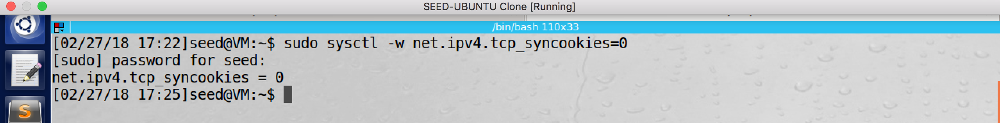 SEED-UBUNTU Clone [Running]
/bin/bash 110x33
[02/27/18 17:22]seed@VM:~$ sudo sysctl -w net.ipv4.tcp_syncookies=0
[sudo] password for seed:
net.ipv4.tcp_syncookies = 0
[02/27/18 17:25]seed@VM:~$
S